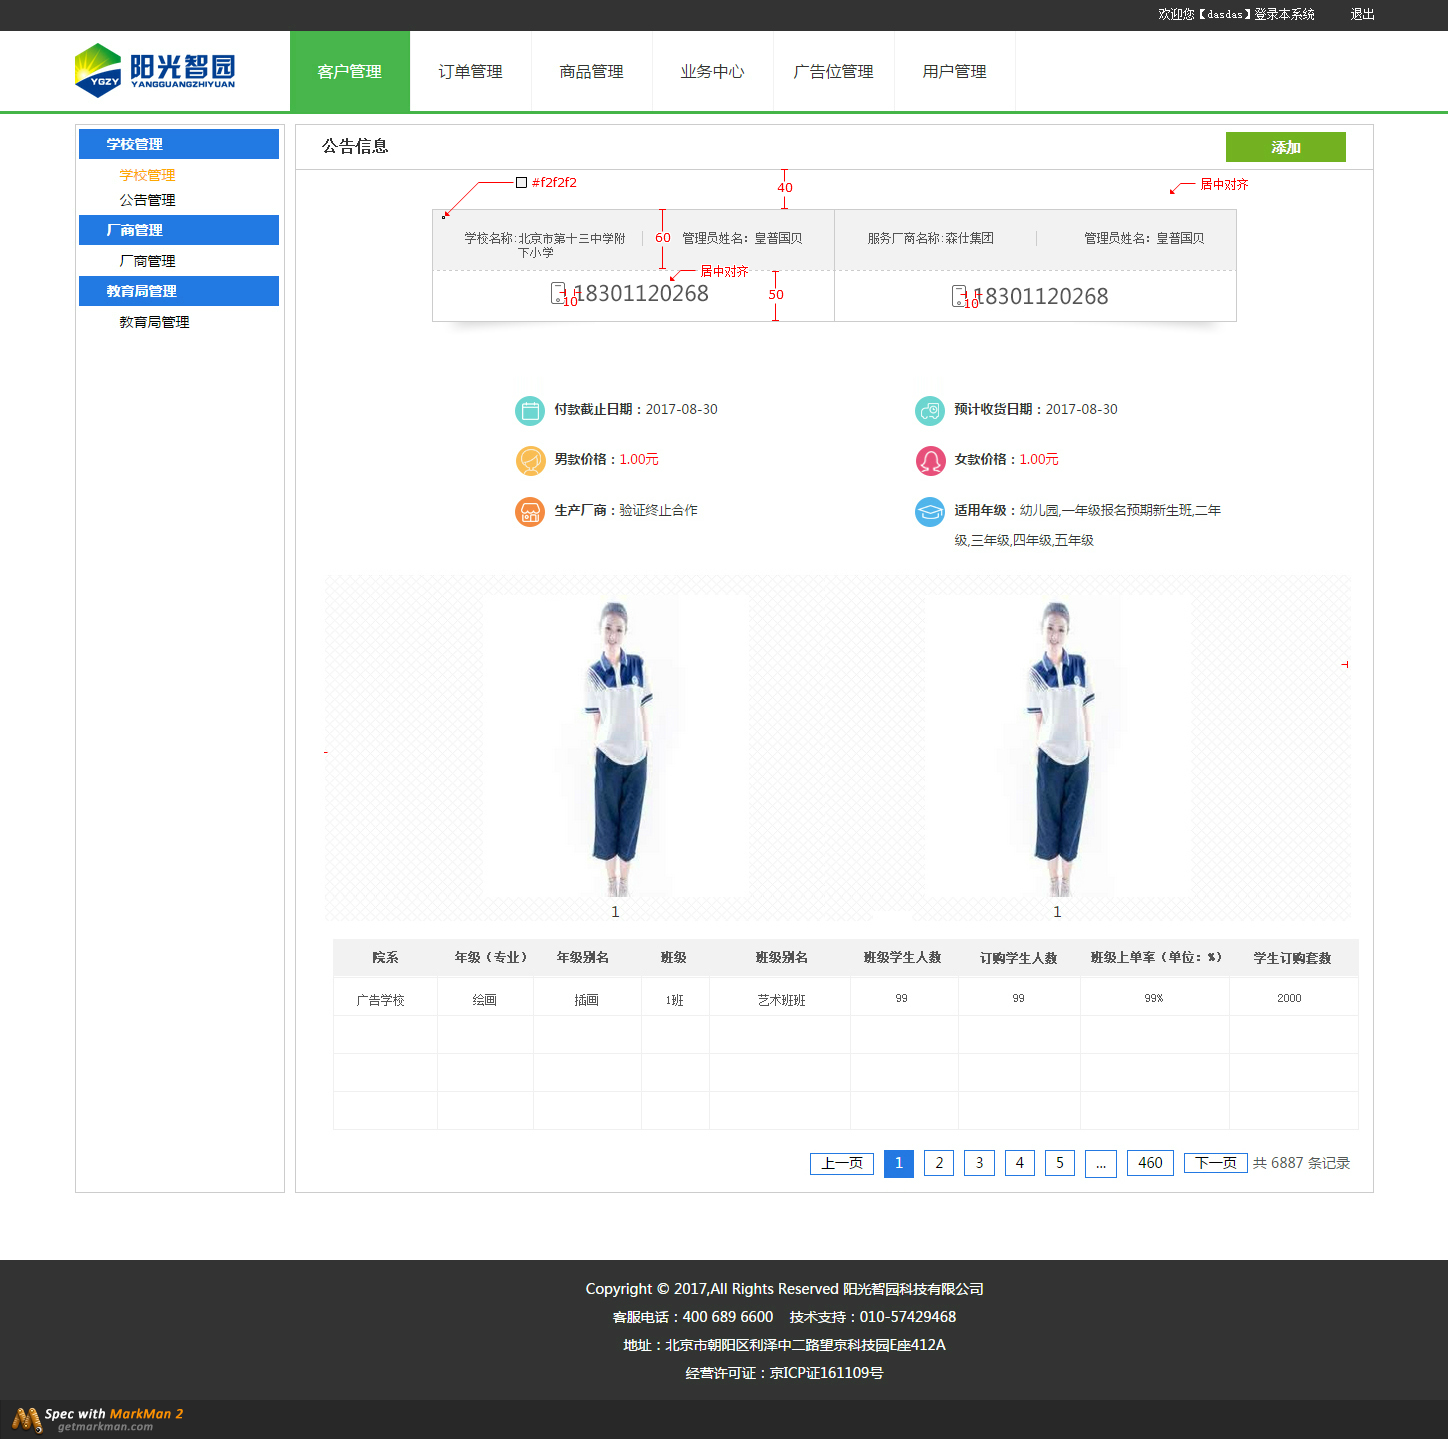 欢迎您【dasdas】登录本系统 退出
阳光智园
YGZY YANGGUANGZHIYUAN
客户管理 订单管理 商品管理 业务中心 广告位管理 用户管理
学校管理
学校管理
公告管理
厂商管理
厂商管理
教育局管理
教育局管理
公告信息 添加
#f2f2f2 40 居中对齐
学校名称:北京市第十三中学附 60 管理员姓名：皇普国贝 服务厂商名称:森仕集团 管理员姓名：皇普国贝
下小学
居中对齐
18301120268 50 18301120268
10 10
付款截止日期：2017-08-30 预计收货日期：2017-08-30
男款价格：1.00元 女款价格：1.00元
生产厂商：验证终止合作 适用年级：幼儿园,一年级报名预期新生班,二年
级,三年级,四年级,五年级
1 1
院系 年级（专业） 年级别名 班级 班级别名 班级学生人数 订购学生人数 班级上单率（单位：%） 学生订购套数
广告学校 绘画 插画 1班 艺术班班 99 99 99% 2000
上一页 1 2 3 4 5 ... 460 下一页 共 6887 条记录
Copyright © 2017,All Rights Reserved 阳光智园科技有限公司
客服电话：400 689 6600 技术支持：010-57429468
地址：北京市朝阳区利泽中二路望京科技园E座412A
经营许可证：京ICP证161109号
Spec with MarkMan 2
getmarkman.com